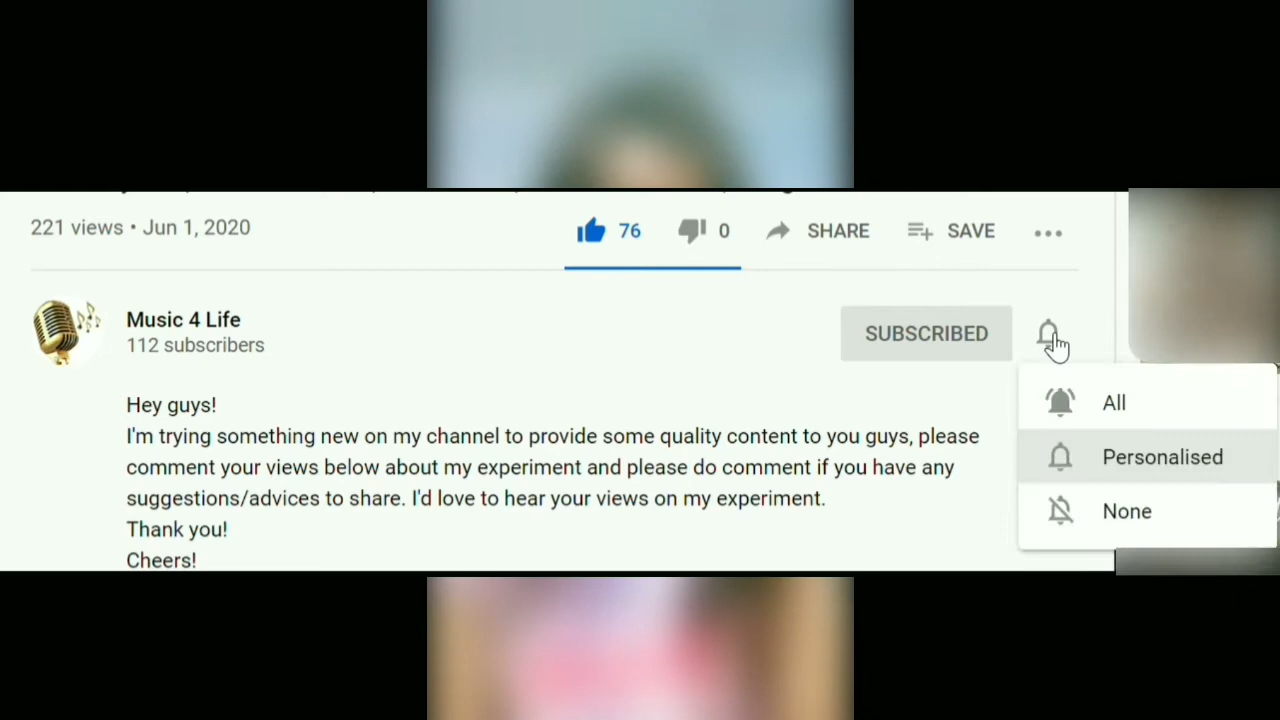 221 views • Jun 1, 2020
76
0
SHARE
SAVE
Music 4 Life
112 subscribers
SUBSCRIBED
Hey guys!
I'm trying something new on my channel to provide some quality content to you guys, please
comment your views below about my experiment and please do comment if you have any
suggestions/advices to share. I'd love to hear your views on my experiment.
Thank you!
Cheers!
All
Personalised
None